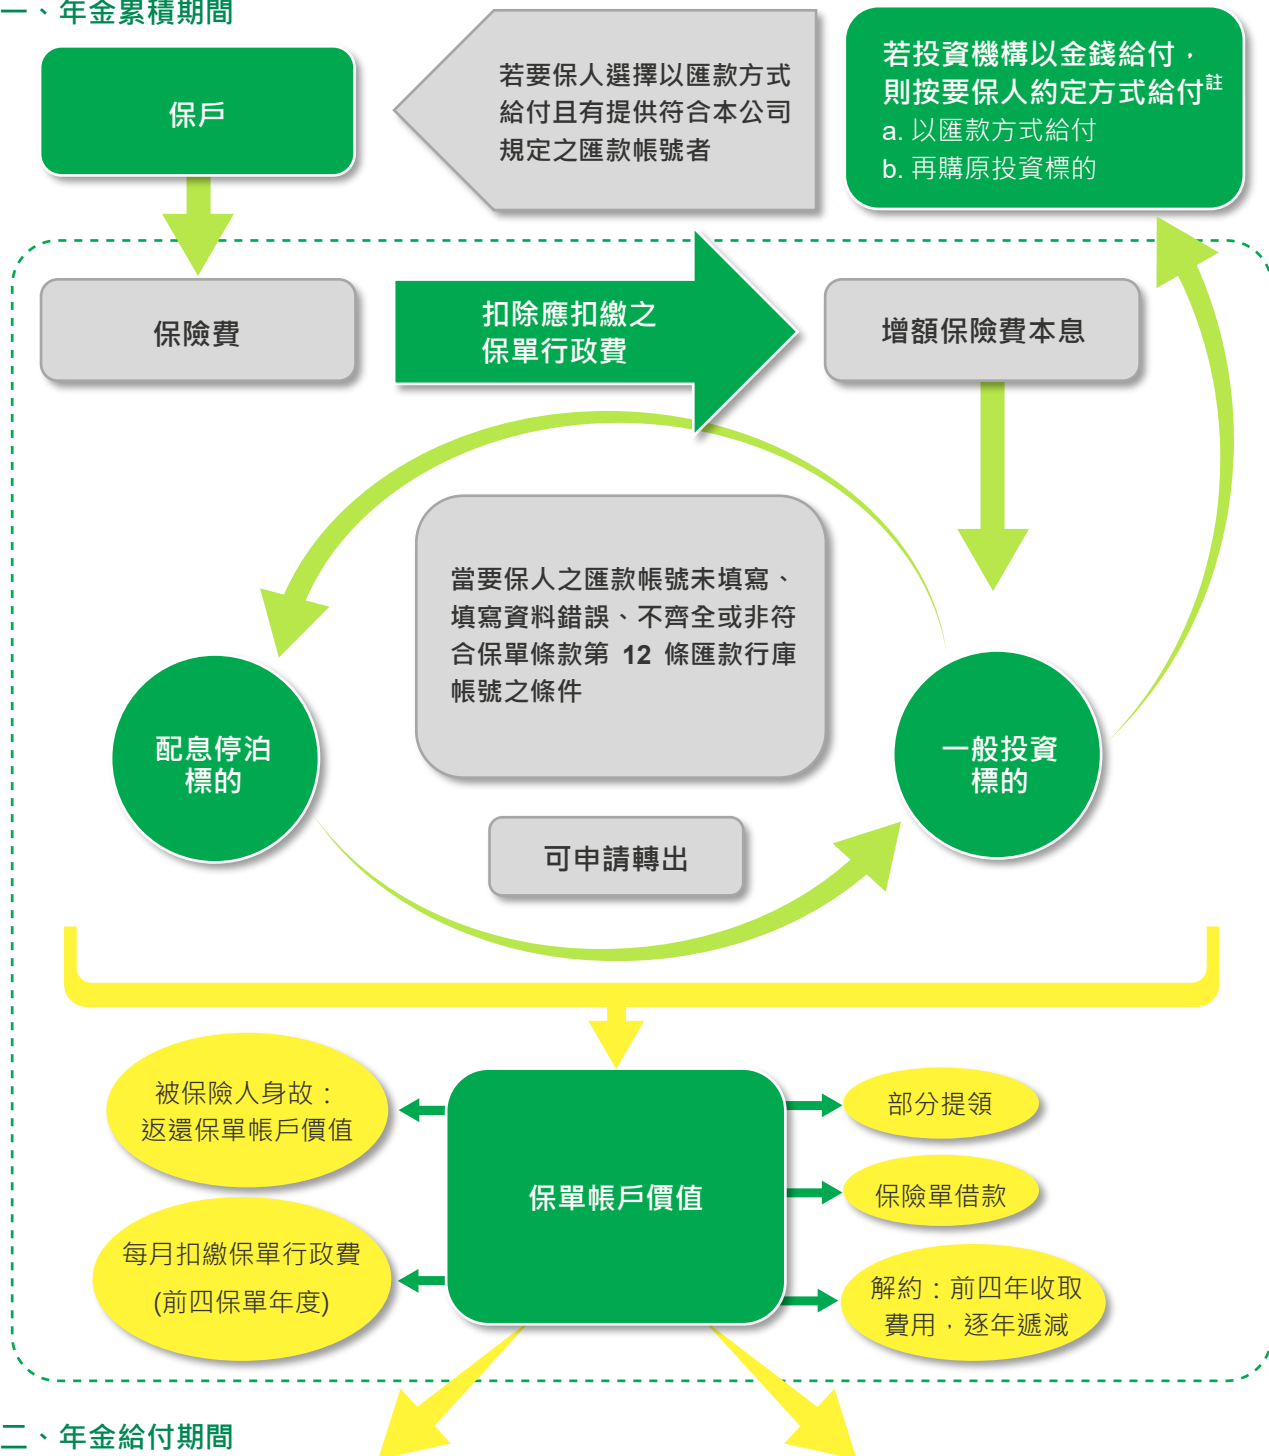 一、年金累積期間
保戶
若要保人選擇以匯款方式
給付且有提供符合本公司
規定之匯款帳號者
若投資機構以金錢給付，
則按要保人約定方式給付註
a. 以匯款方式給付
b. 再購原投資標的
保險費
扣除應扣繳之
保單行政費
增額保險費本息
當要保人之匯款帳號未填寫、
填寫資料錯誤、不齊全或非符
合保單條款第 12 條匯款行庫
帳號之條件
配息停泊
標的
一般投資
標的
可申請轉出
被保險人身故：
返還保單帳戶價值
每月扣繳保單行政費
(前四保單年度)
保單帳戶價值
部分提領
保險單借款
解約：前四年收取
費用，逐年遞減
二、年金給付期間